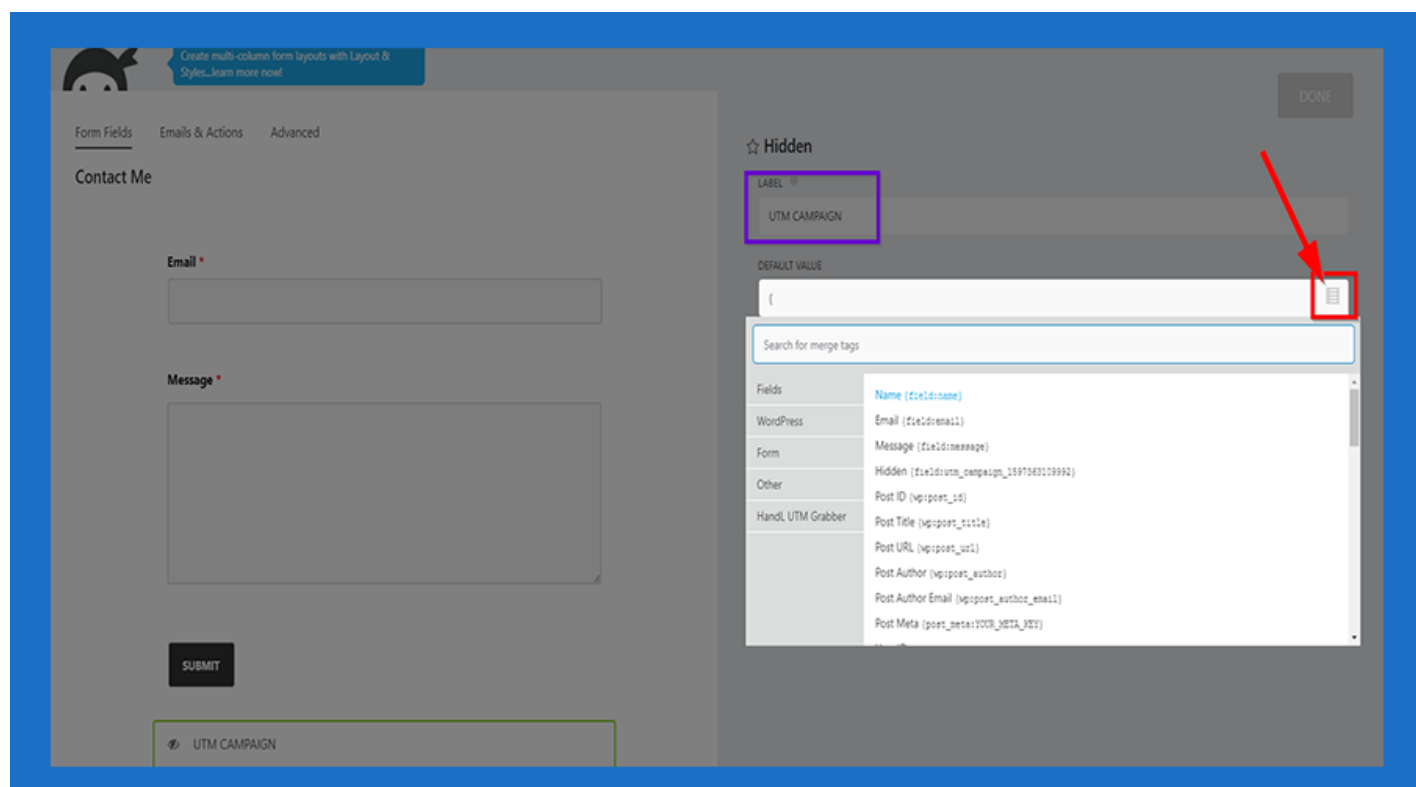 Create multi-column form layouts with Layout &
Styles...learn more now!
DONE
Form Fields Emails & Actions Advanced
Contact Me
Email *
Message *
SUBMIT
UTM CAMPAIGN
Hidden
LABEL
UTM CAMPAIGN
DEFAULT VALUE
{
Search for merge tags
Fields
WordPress
Form
Other
HandL UTM Grabber
Name {field:name}
Email {field:email}
Message {field:message}
Hidden {field:utm_campaign_1597363109992}
Post ID {wp:post_id}
Post Title {wp:post_title}
Post URL {wp:post_url}
Post Author {wp:post_author}
Post Author Email {wp:post_author_email}
Post Meta {post_meta:YOUR_META_KEY}